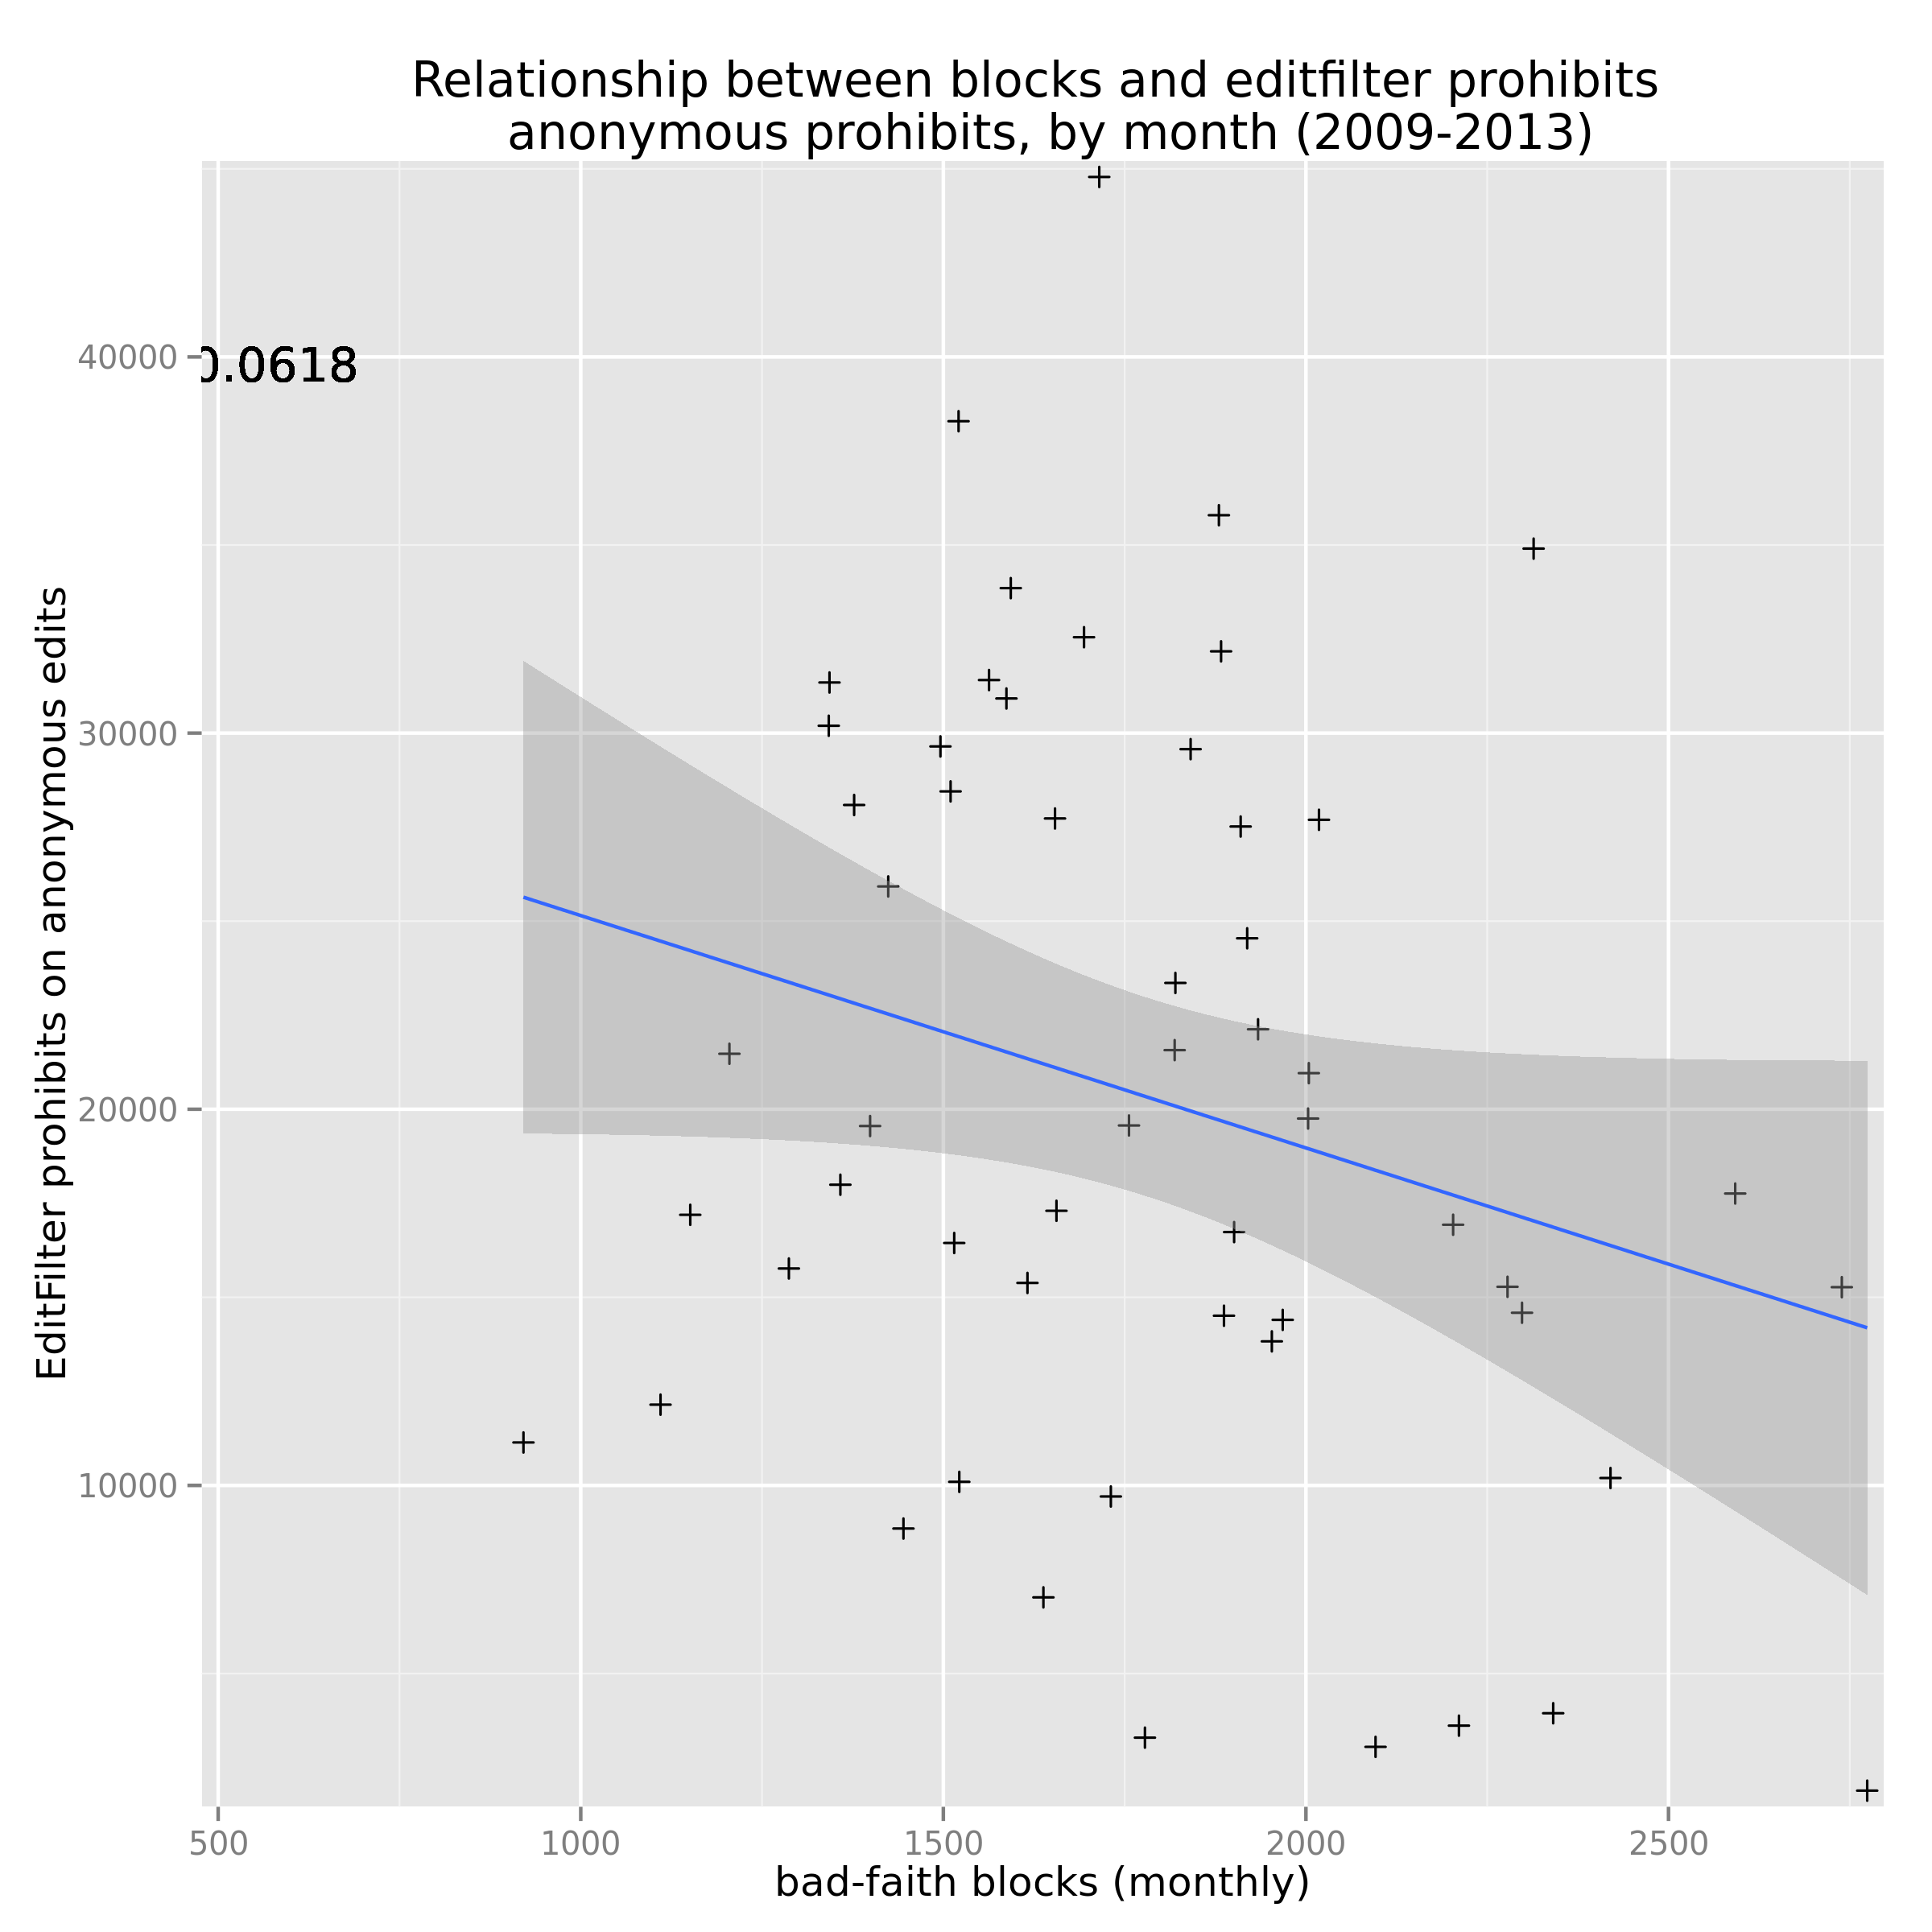 Relationship between blocks and editfilter prohibits
anonymous prohibits, by month (2009-2013)
EditFilter prohibits on anonymous edits
40000
30000
20000
10000
0.0618
500 1000 1500 2000 2500
bad-faith blocks (monthly)